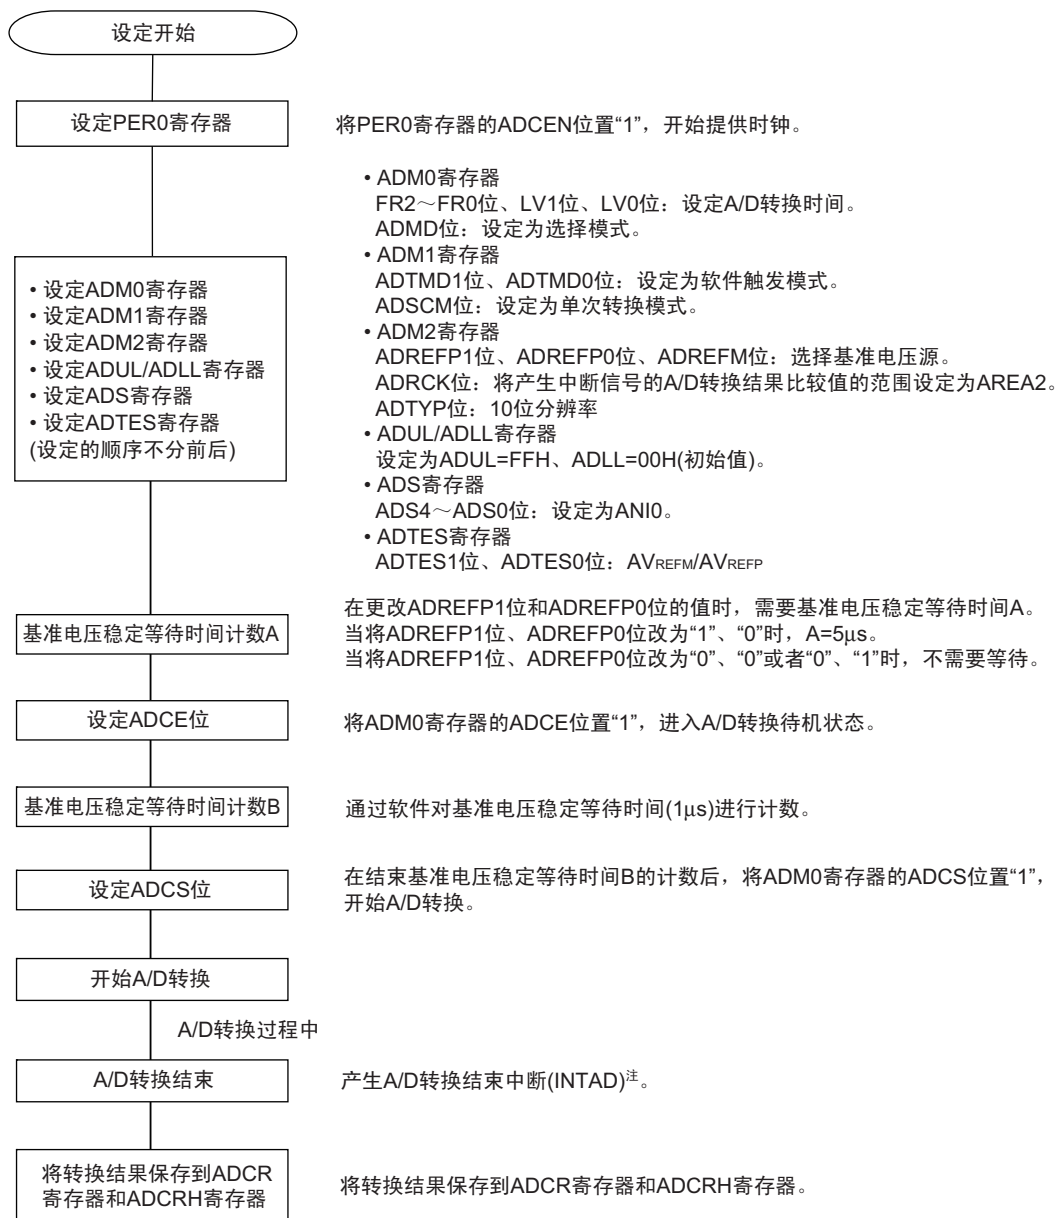 设定开始
设定PER0寄存器
将PER0寄存器的ADCEN位置“1”，开始提供时钟。
• 设定ADM0寄存器
• 设定ADM1寄存器
• 设定ADM2寄存器
• 设定ADUL/ADLL寄存器
• 设定ADS寄存器
• 设定ADTES寄存器
(设定的顺序不分前后)
• ADM0寄存器
FR2～FR0位、LV1位、LV0位：设定A/D转换时间。
ADMD位：设定为选择模式。
• ADM1寄存器
ADTMD1位、ADTMD0位：设定为软件触发模式。
ADSCM位：设定为单次转换模式。
• ADM2寄存器
ADREFP1位、ADREFP0位、ADREFM位：选择基准电压源。
ADRCK位：将产生中断信号的A/D转换结果比较值的范围设定为AREA2。
ADTYP位：10位分辨率
• ADUL/ADLL寄存器
设定为ADUL=FFH、ADLL=00H(初始值)。
• ADS寄存器
ADS4～ADS0位：设定为ANI0。
• ADTES寄存器
ADTES1位、ADTES0位：AVREFM/AVREFP
基准电压稳定等待时间计数A
在更改ADREFP1位和ADREFP0位的值时，需要基准电压稳定等待时间A。
当将ADREFP1位、ADREFP0位改为“1”、“0”时，A=5μs。
当将ADREFP1位、ADREFP0位改为“0”、“0”或者“0”、“1”时，不需要等待。
设定ADCE位
将ADM0寄存器的ADCE位置“1”，进入A/D转换待机状态。
基准电压稳定等待时间计数B
通过软件对基准电压稳定等待时间(1μs)进行计数。
设定ADCS位
在结束基准电压稳定等待时间B的计数后，将ADM0寄存器的ADCS位置“1”，
开始A/D转换。
开始A/D转换
A/D转换过程中
A/D转换结束
产生A/D转换结束中断(INTAD)注。
将转换结果保存到ADCR
寄存器和ADCRH寄存器
将转换结果保存到ADCR寄存器和ADCRH寄存器。